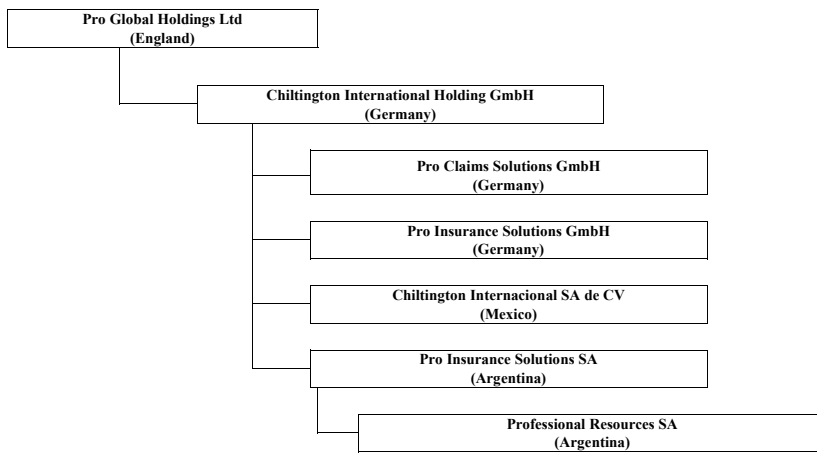 Pro Global Holdings Ltd
(England)
Chiltington International Holding GmbH
(Germany)
Pro Claims Solutions GmbH
(Germany)
Pro Insurance Solutions GmbH
(Germany)
Chiltington Internacional SA de CV
(Mexico)
Pro Insurance Solutions SA
(Argentina)
Professional Resources SA
(Argentina)